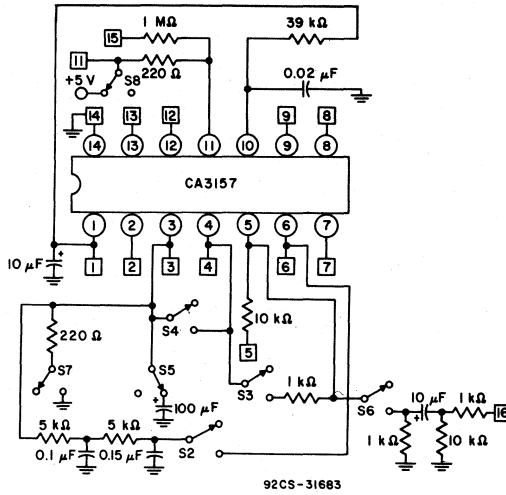 15
1 MΩ
39 kΩ
11
220 Ω
+5 V
S8
0.02 µF
14
13
12
9
8
14
13
12
11
10
9
8
CA3157
1
2
3
4
5
6
7
10 µF
+
1
2
3
4
6
7
220 Ω
S4
10 kΩ
5
S7
S5
S3
1 kΩ
+
100 µF
S6
10 µF
+
1 kΩ
16
5 kΩ
5 kΩ
0.1 µF
0.15 µF
S2
1 kΩ
10 kΩ
92CS-31683